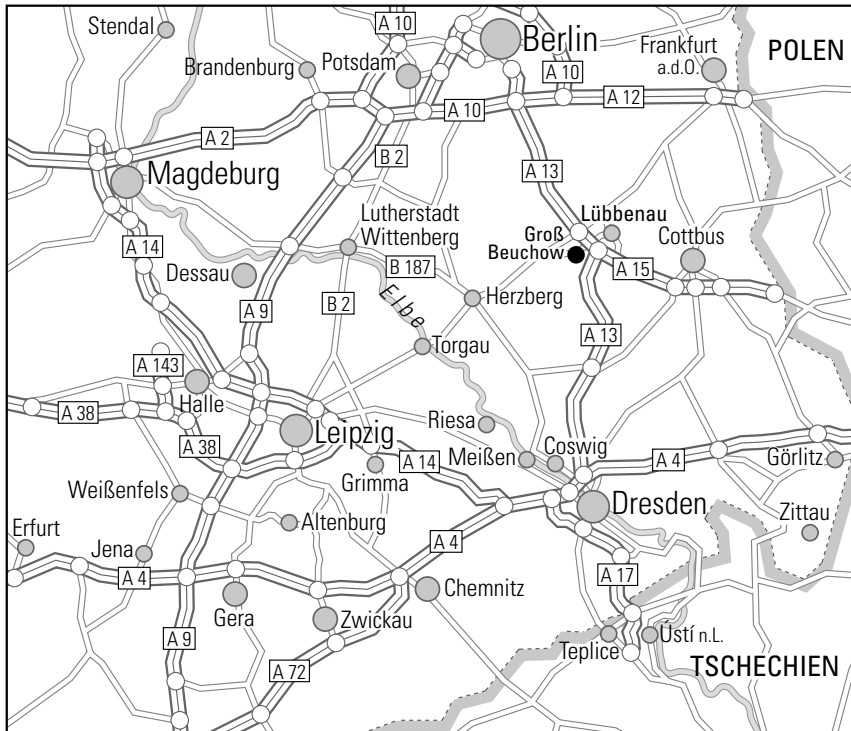 Stendal
A 10
Berlin
Brandenburg
Potsdam
A 10
Frankfurt
a.d.O.
POLEN
A 2
A 10
A 12
B 2
Magdeburg
A 13
Lutherstadt
Wittenberg
Groß
Beuchow
Lübbenau
Cottbus
A 14
Dessau
B 187
A 15
B 2
Elbe
Herzberg
A 9
A 13
Torgau
A 143
Halle
A 38
A 38
Leipzig
Riesa
Meißen
Coswig
A 4
Görlitz
A 14
Grimma
Weißenfels
Dresden
Altenburg
Zittau
Erfurt
Jena
A 4
A 4
A 17
Chemnitz
Gera
Zwickau
A 9
Teplice
Ústí n.L.
A 72
TSCHECHIEN